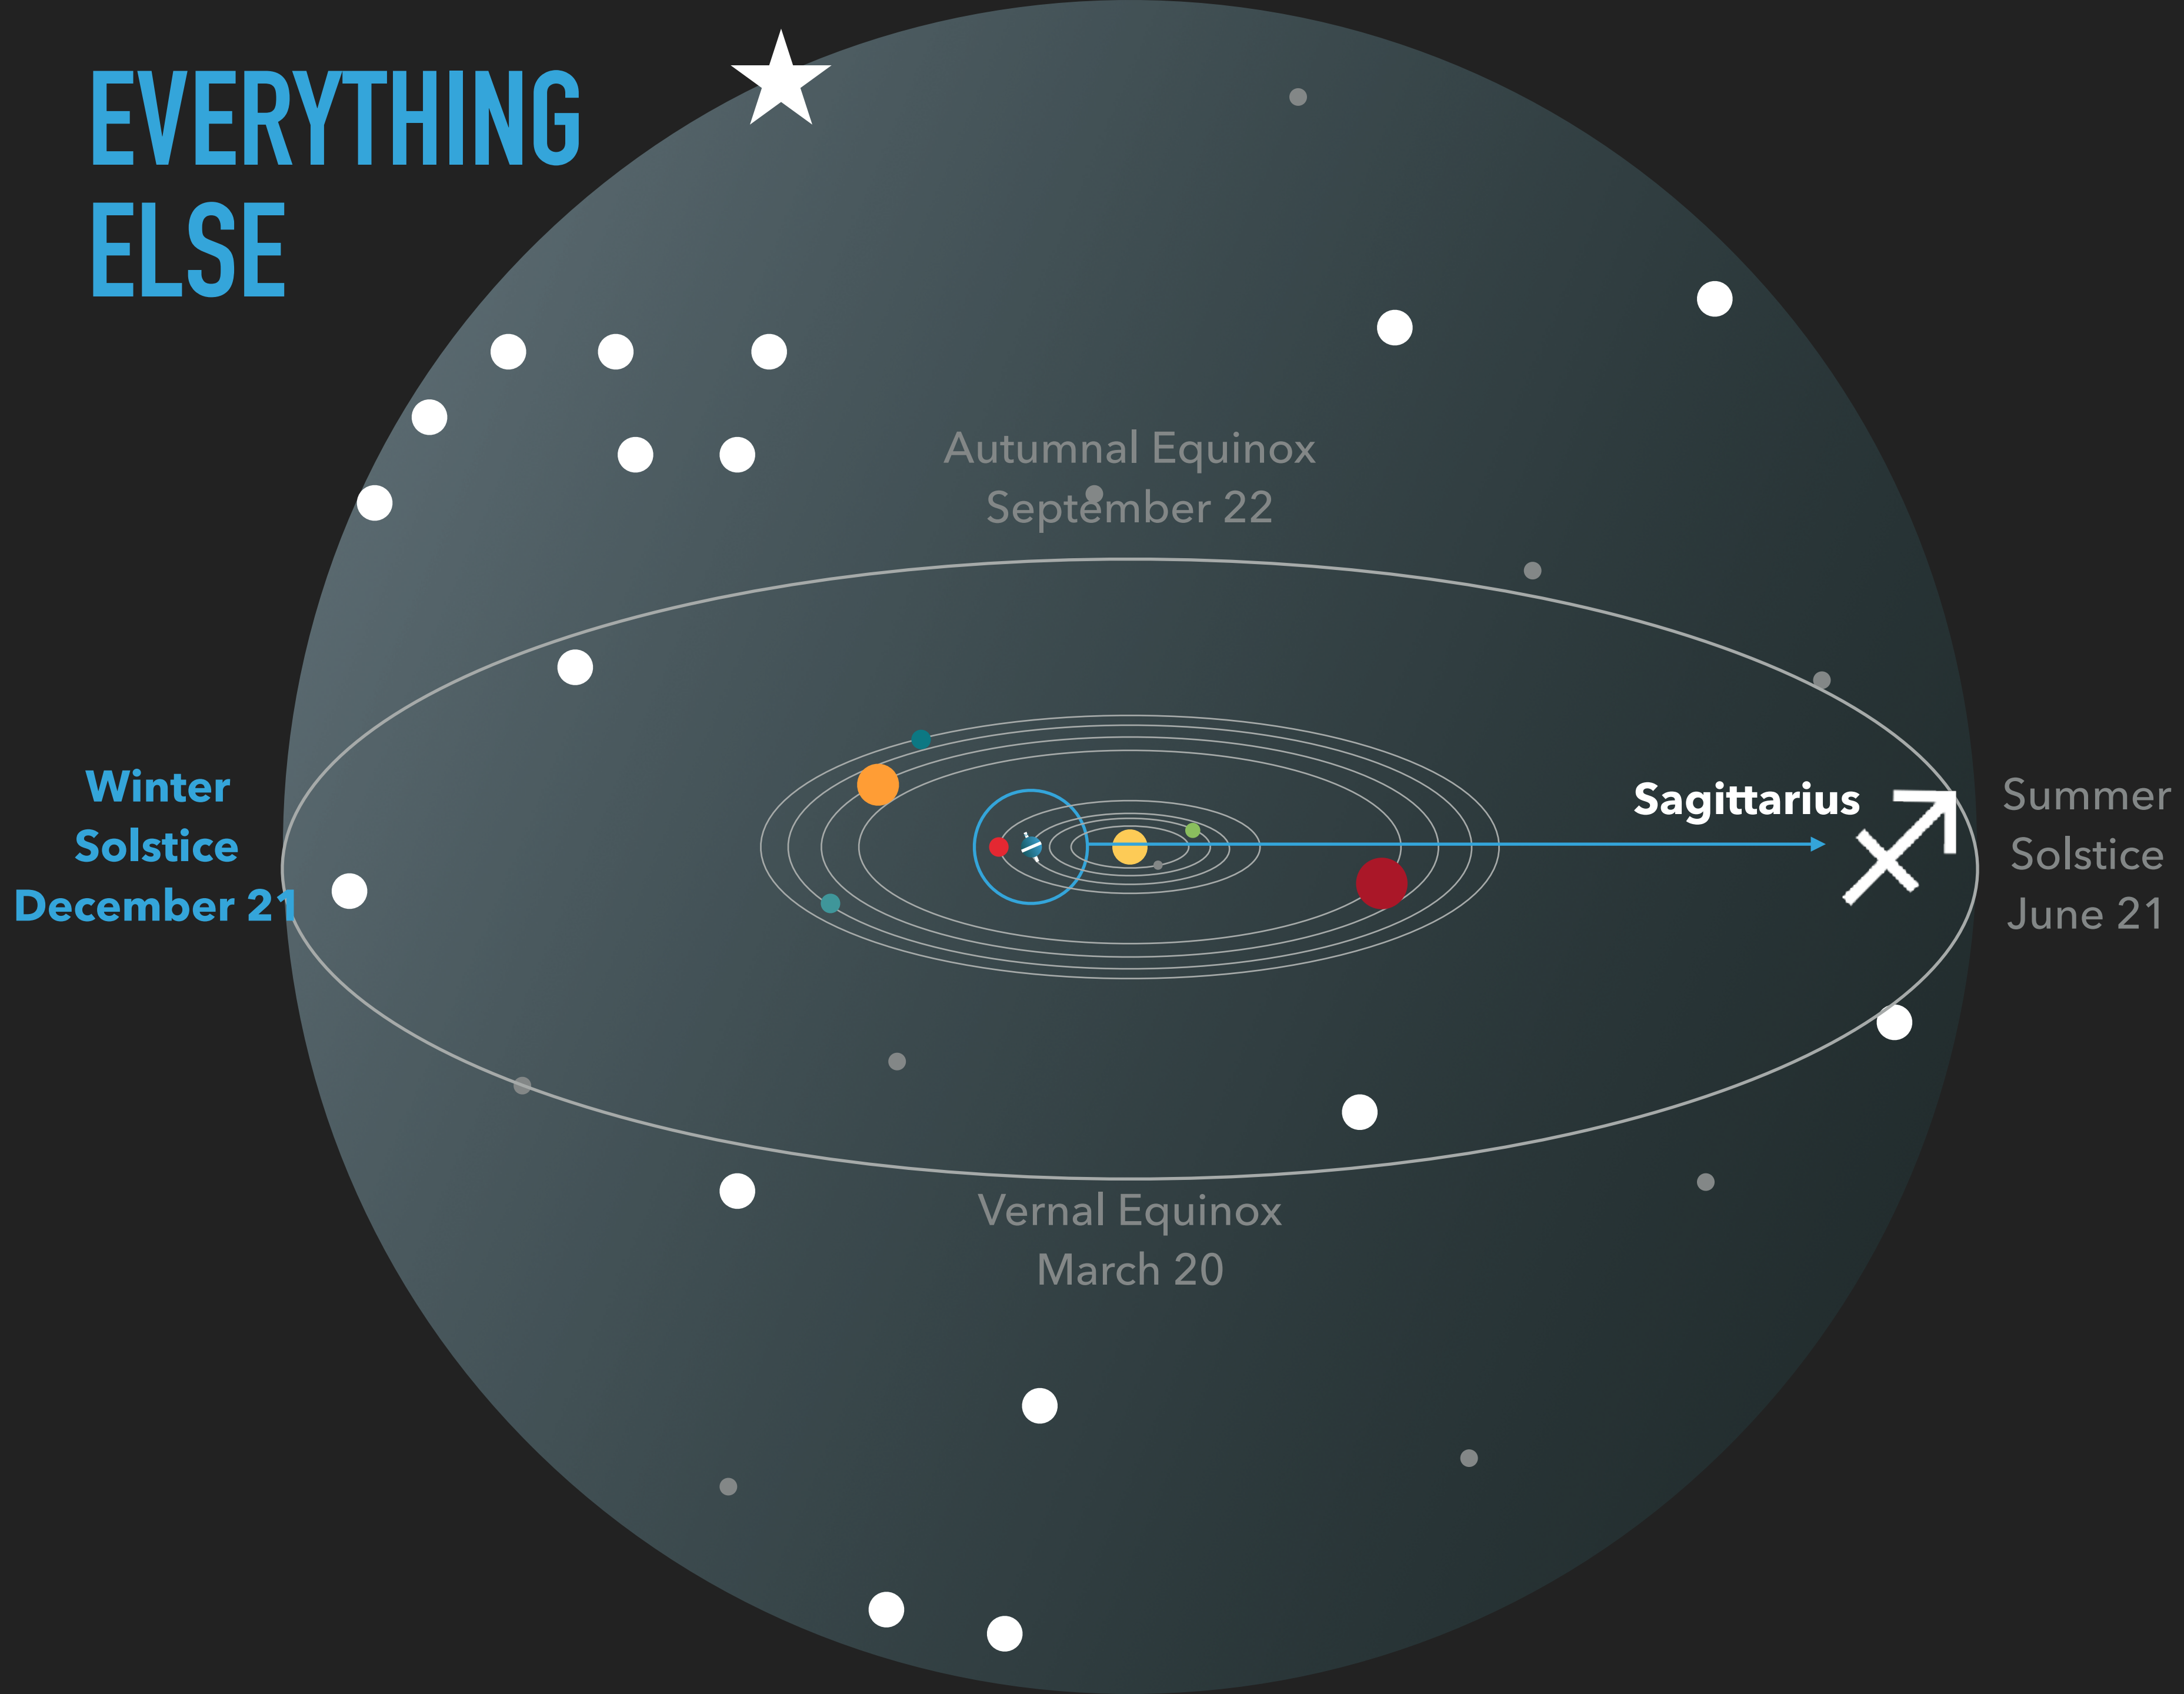 EVERYTHING
ELSE
Autumnal Equinox
September 22
Winter
Solstice
December 21
Sagittarius
Summer
Solstice
June 21
Vernal Equinox
March 20